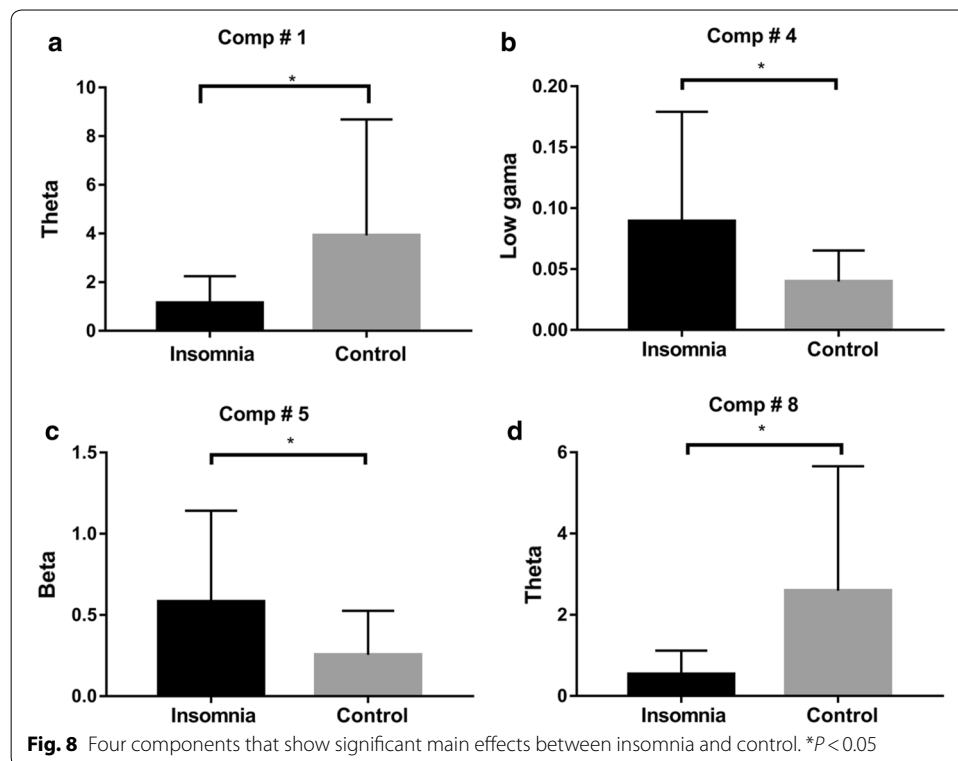 a
Comp # 1
*
10
8
6
4
2
0
Theta
Insomnia Control
b
Comp # 4
*
0.20
0.15
0.10
0.05
0.00
Low gama
Insomnia Control
c
Comp # 5
*
1.5
1.0
0.5
0.0
Beta
Insomnia Control
d
Comp # 8
*
6
4
2
0
Theta
Insomnia Control
Fig. 8 Four components that show significant main effects between insomnia and control. *P < 0.05